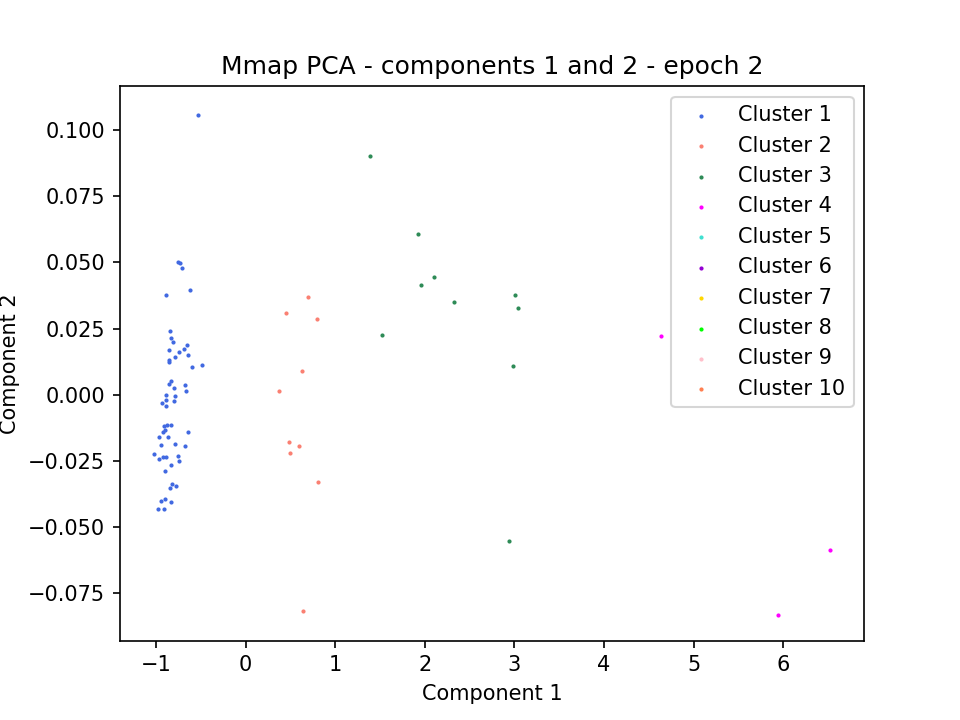 Mmap PCA - components 1 and 2 - epoch 2
Cluster 1
Cluster 2
Cluster 3
Cluster 4
Cluster 5
Cluster 6
Cluster 7
Cluster 8
Cluster 9
Cluster 10
0.100
0.075
0.050
0.025
0.000
−0.025
−0.050
−0.075
Component 2
−1 0 1 2 3 4 5 6
Component 1